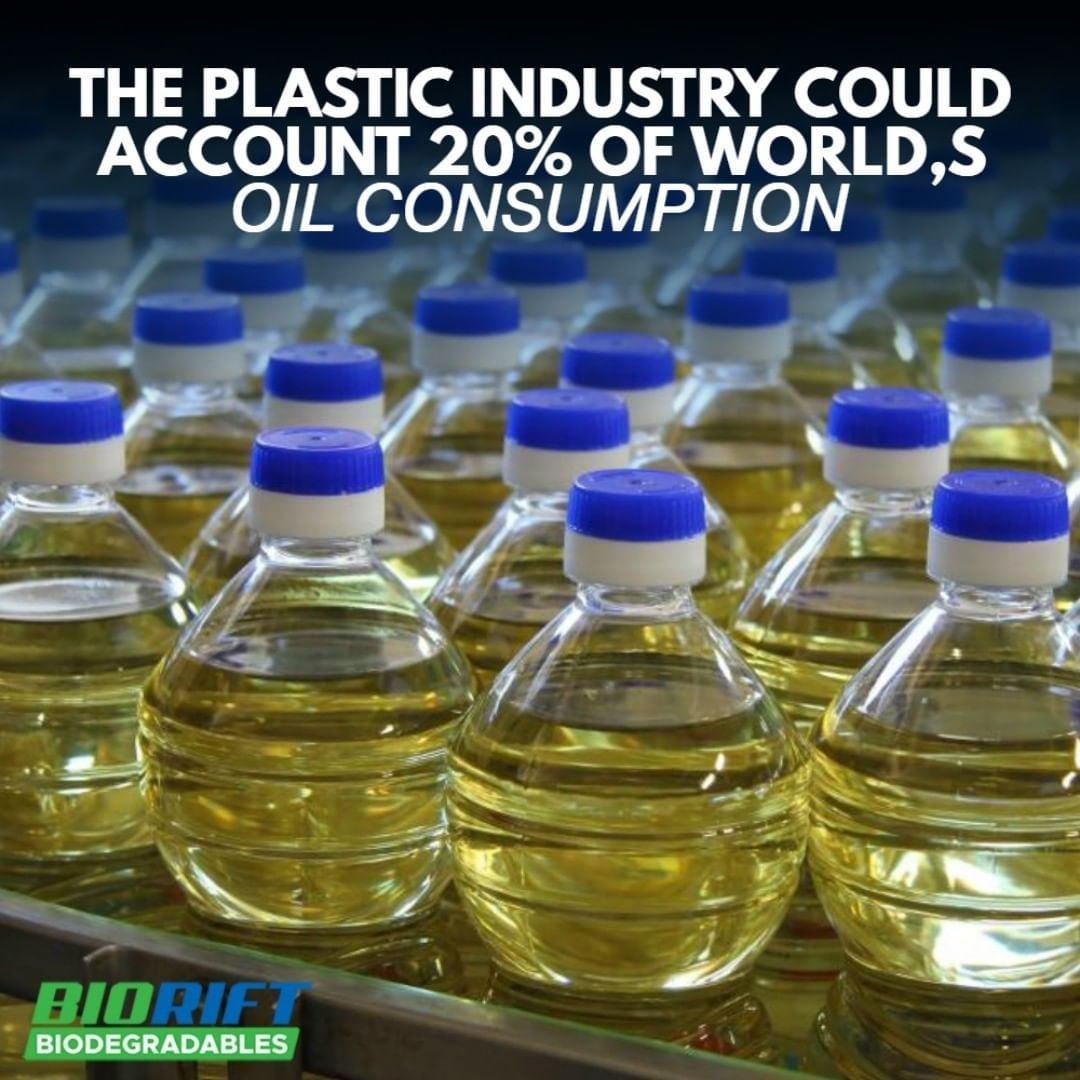 THE PLASTIC INDUSTRY COULD
ACCOUNT 20% OF WORLD,S
OIL CONSUMPTION
BIORIFT
BIODEGRADABLES